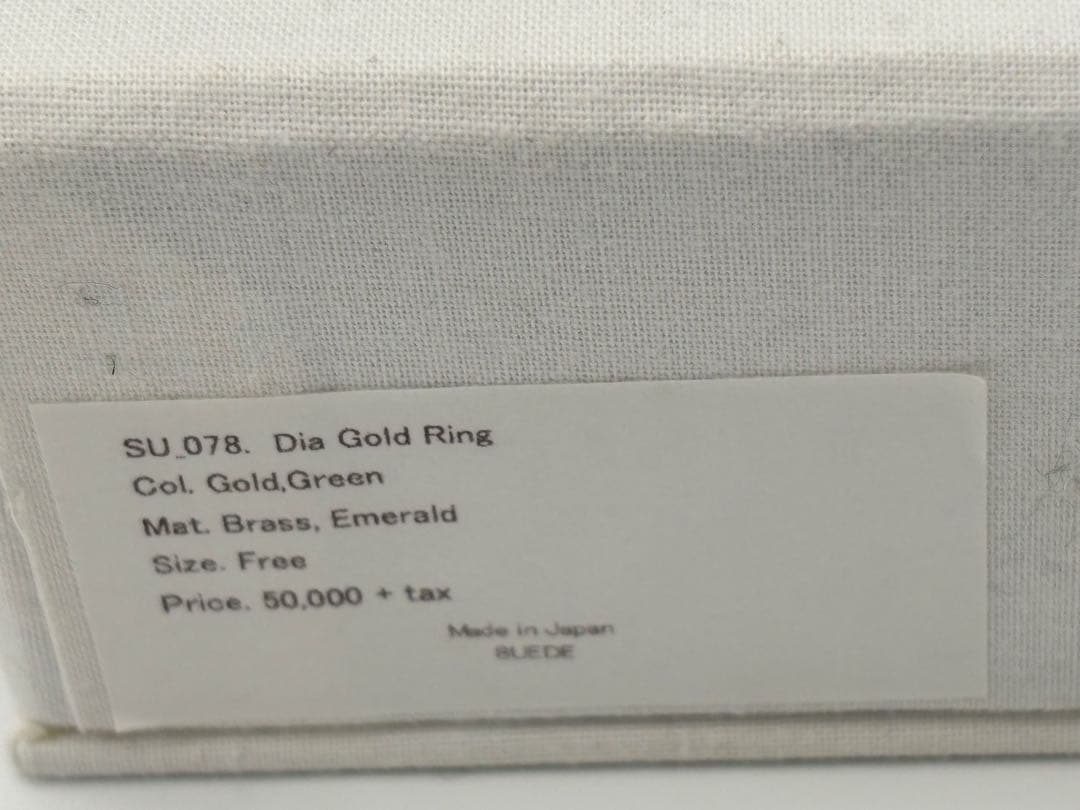 SU_078. Dia Gold Ring
Col. Gold,Green
Mat. Brass, Emerald
Size. Free
Price. 50,000 + tax
Made in Japan
SUEDE